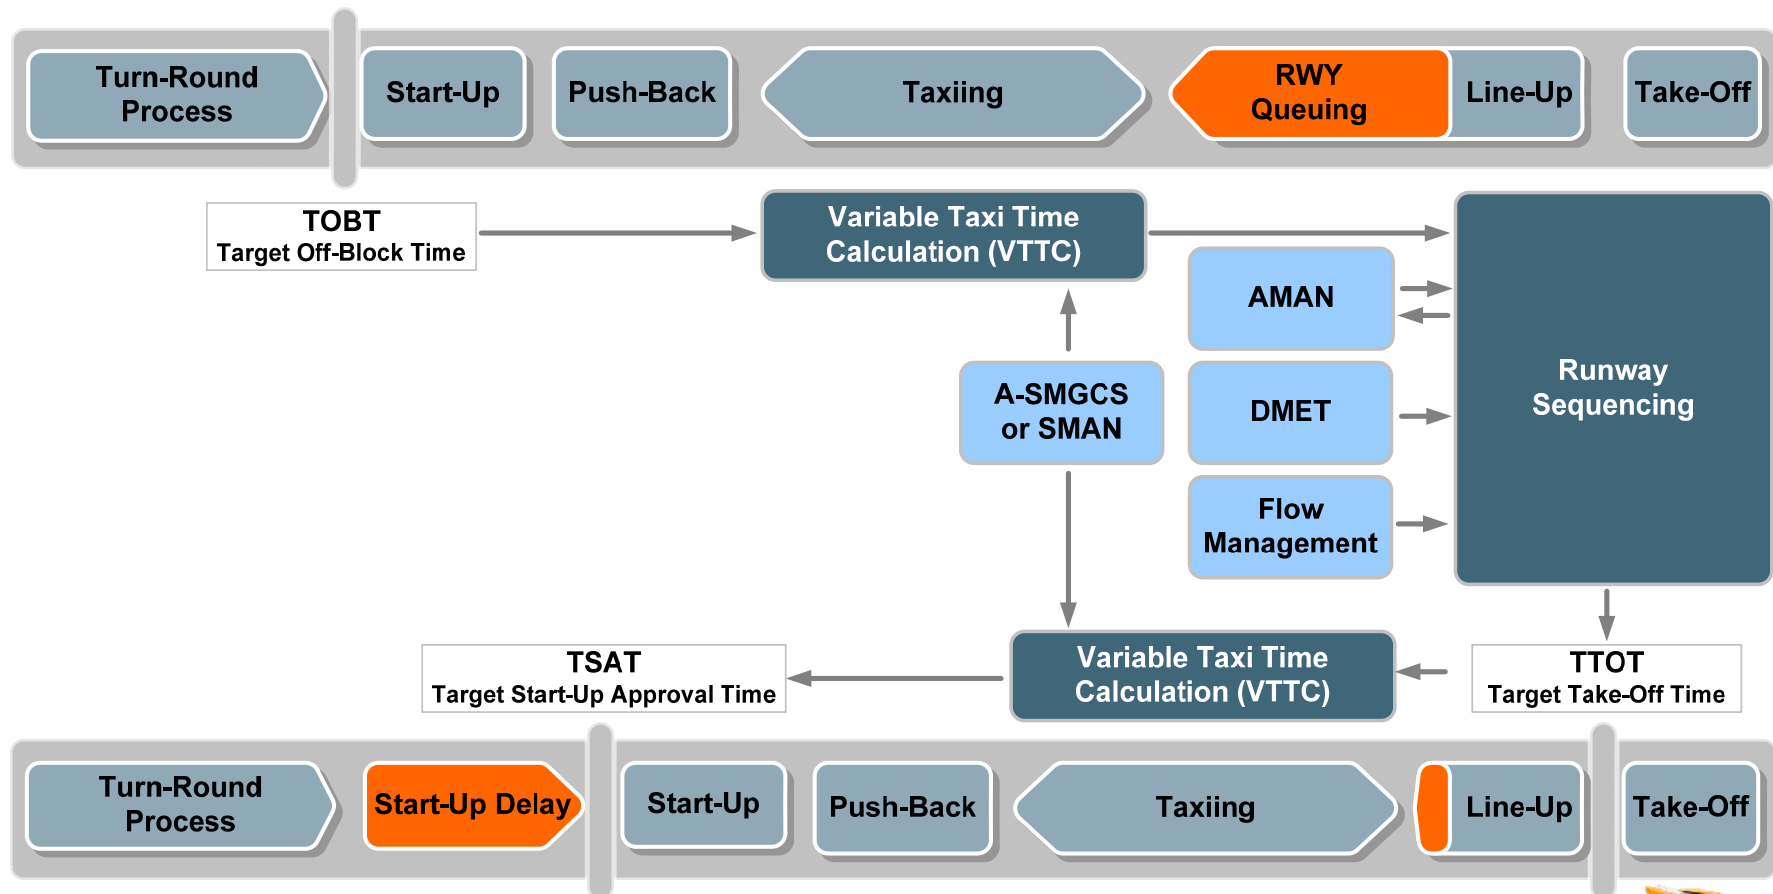 Turn-Round
Process
Start-Up
Push-Back
Taxiing
RWY
Queuing
Line-Up
Take-Off
TOBT
Target Off-Block Time
Variable Taxi Time
Calculation (VTTC)
AMAN
A-SMGCS
or SMAN
DMET
Flow
Management
Runway
Sequencing
TSAT
Target Start-Up Approval Time
Variable Taxi Time
Calculation (VTTC)
TTOT
Target Take-Off Time
Turn-Round
Process
Start-Up Delay
Start-Up
Push-Back
Taxiing
Line-Up
Take-Off